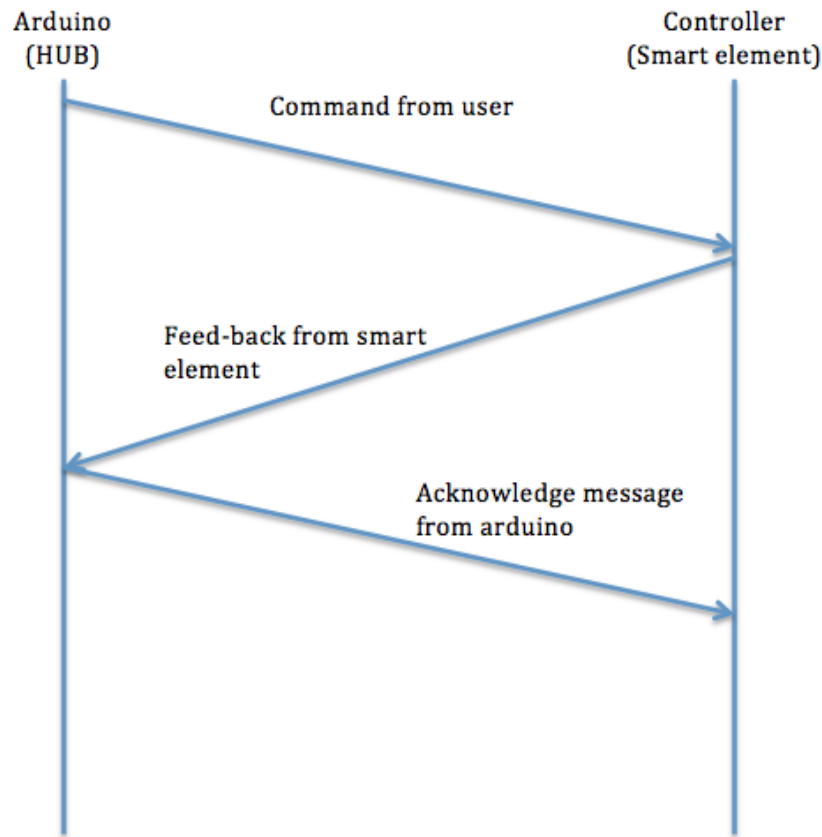 Arduino
(HUB)
Controller
(Smart element)
Command from user
Feed-back from smart
element
Acknowledge message
from arduino